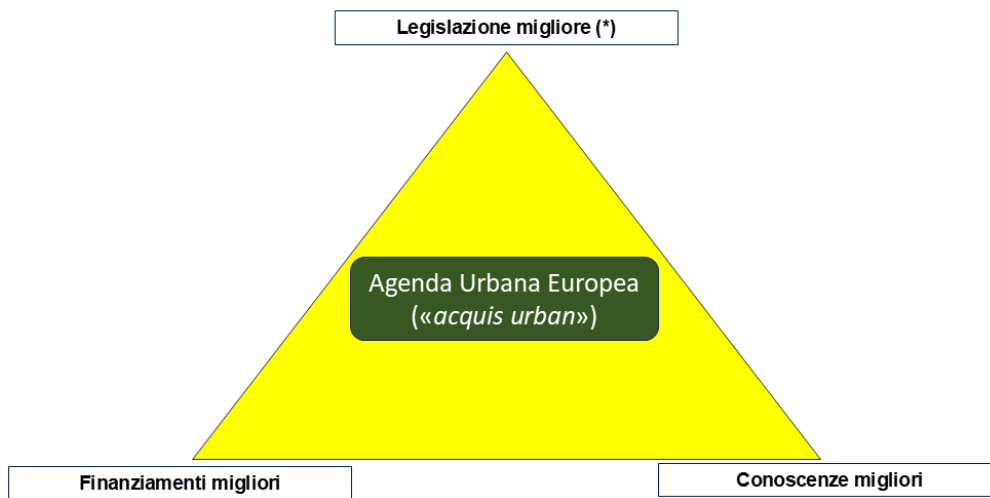 Legislazione migliore (*)
Agenda Urbana Europea
(«acquis urban»)
Finanziamenti migliori
Conoscenze migliori